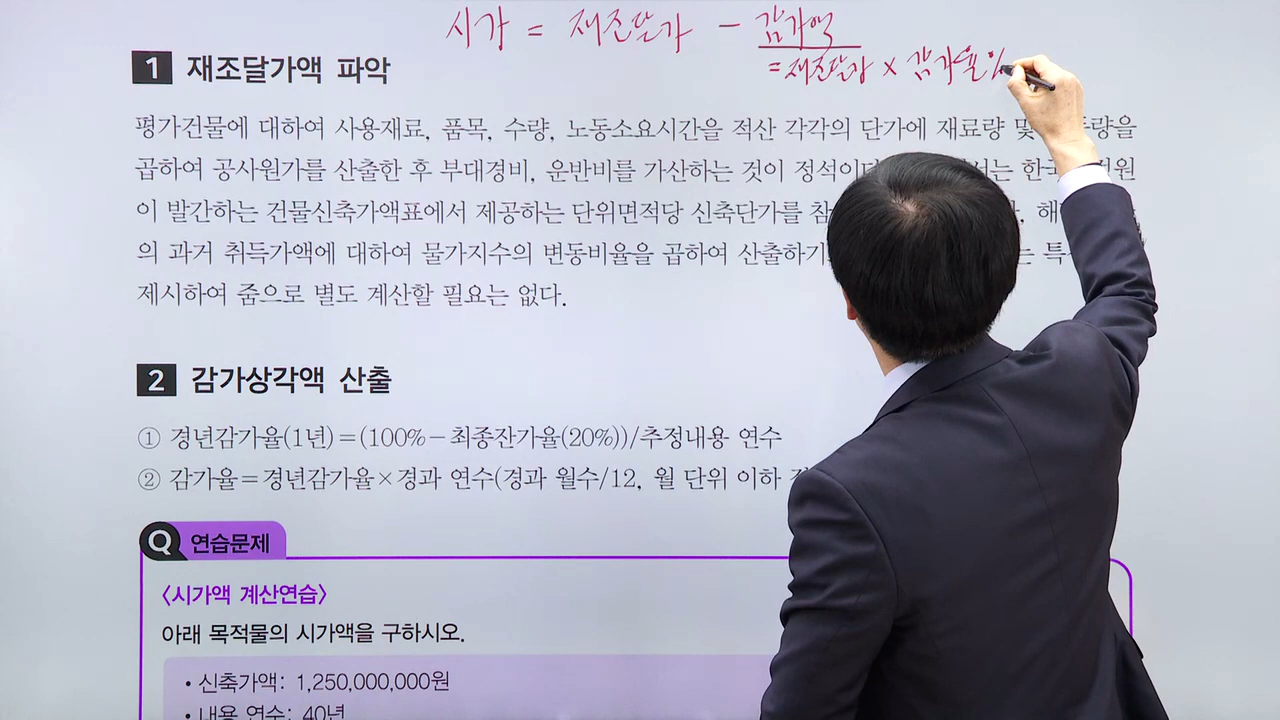 시가 = 재조달가 - 감가액
= 재조달가 × 감가율 %
1 재조달가액 파악
평가건물에 대하여 사용재료, 품목, 수량, 노동소요시간을 적산 각각의 단가에 재료량 및
곱하여 공사원가를 산출한 후 부대경비, 운반비를 가산하는 것이 정석이
이 발간하는 건물신축가액표에서 제공하는 단위면적당 신축단가를
의 과거 취득가액에 대하여 물가지수의 변동비율을 곱하여 산출하기
제시하여 줌으로 별도 계산할 필요는 없다.
2 감가상각액 산출
① 경년감가율(1년)=(100%-최종잔가율(20%))/추정내용 연수
② 감가율=경년감가율×경과 연수(경과 월수/12, 월 단위 이하
Q 연습문제
〈시가액 계산연습〉
아래 목적물의 시가액을 구하시오.
• 신축가액: 1,250,000,000원
• 내용 연수: 40년